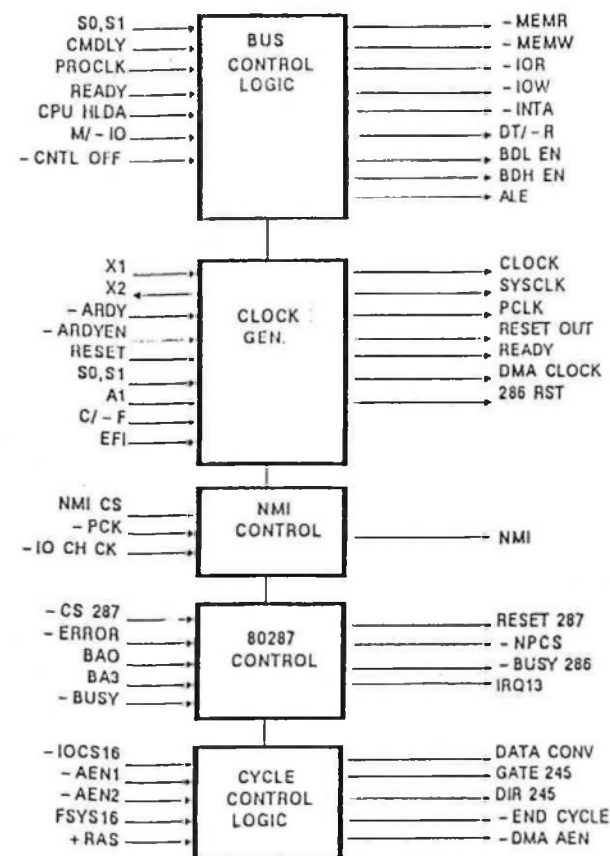 S0,S1
CMDLY
PROCLK
READY
CPU HLDA
M/-IO
-CNTL OFF
BUS
CONTROL
LOGIC
-MEMR
-MEMW
-IOR
-IOW
-INTA
DT/-R
BDL EN
BDH EN
ALE
X1
X2
-ARDY
-ARDYEN
RESET
S0,S1
A1
C/-F
EFI
CLOCK
GEN.
CLOCK
SYSCLK
PCLK
RESET OUT
READY
DMA CLOCK
286 RST
NMI CS
-PCK
-IO CH CK
NMI
CONTROL
NMI
-CS 287
-ERROR
BAO
BA3
-BUSY
80287
CONTROL
RESET 287
-NPCS
-BUSY 286
IRQ13
-IOCS16
-AEN1
-AEN2
FSYS16
+RAS
CYCLE
CONTROL
LOGIC
DATA CONV
GATE 245
DIR 245
-END CYCLE
-DMA AEN